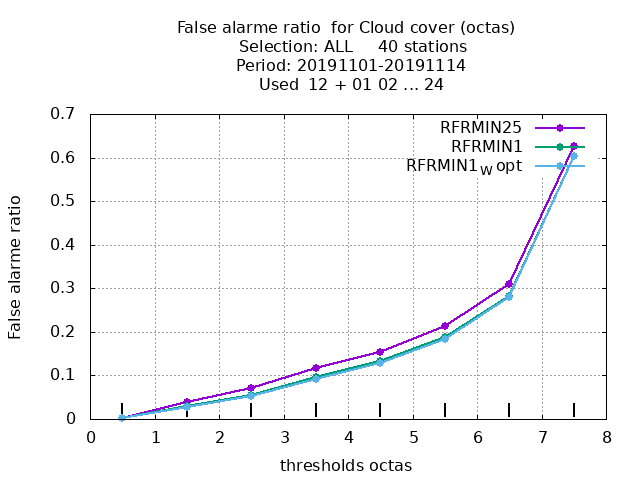 False alarme ratio  for Cloud cover (octas)
Selection: ALL     40 stations
Period: 20191101-20191114
Used  12 + 01 02 ... 24
RFRMIN25
RFRMIN1
RFRMIN1w opt
False alarme ratio
0.7
0.6
0.5
0.4
0.3
0.2
0.1
0
0 1 2 3 4 5 6 7 8
thresholds octas